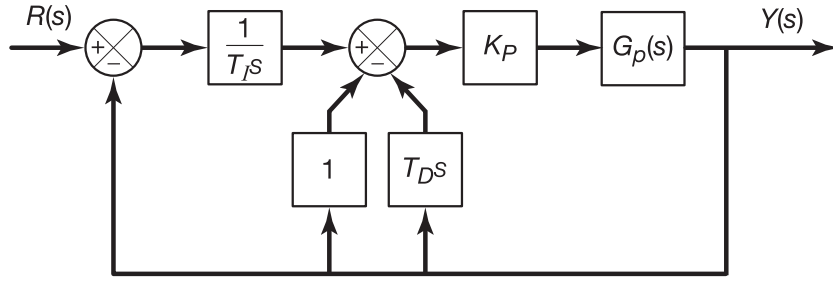 R(s)
Y(s)
+
−
1
T_I s
+
−
K_P
G_p(s)
1
T_D s